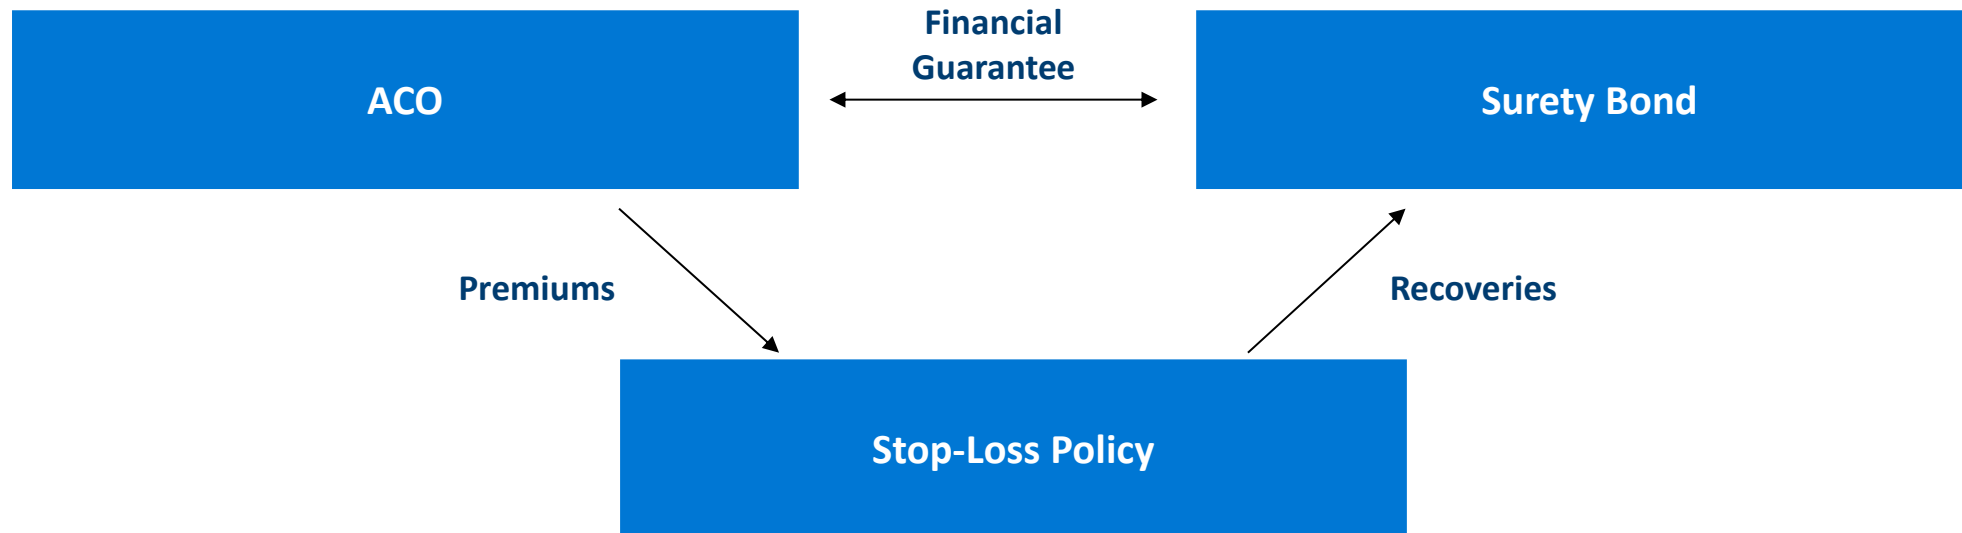 Financial
Guarantee
ACO
Surety Bond
Premiums
Recoveries
Stop-Loss Policy